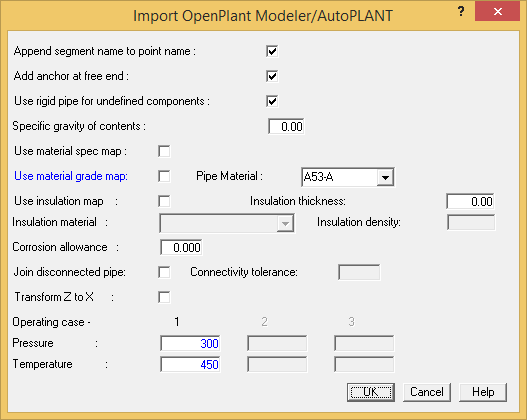 Import OpenPlant Modeler/AutoPLANT ? x
Append segment name to point name :
Add anchor at free end :
Use rigid pipe for undefined components :
Specific gravity of contents : 0.00
Use material spec map :
Use material grade map: Pipe Material : A53-A
Use insulation map : Insulation thickness: 0.00
Insulation material : Insulation density:
Corrosion allowance : 0.000
Join disconnected pipe: Connectivity tolerance:
Transform Z to X :
Operating case - 1 2 3
Pressure : 300
Temperature : 450
OK Cancel Help